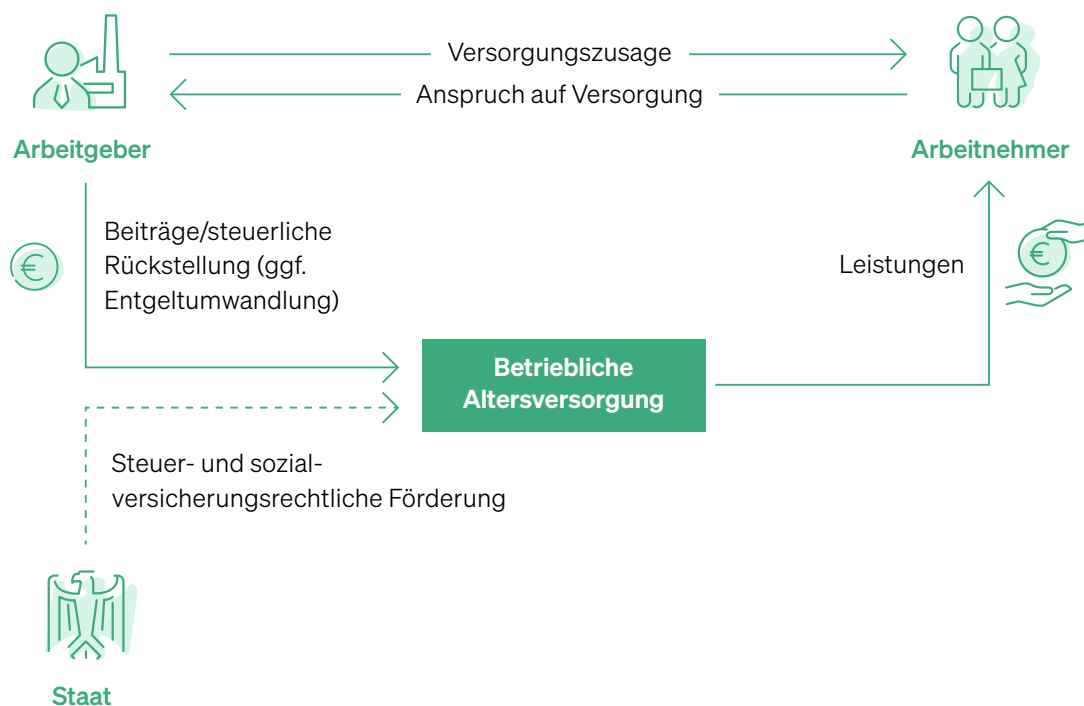 Versorgungszusage
Anspruch auf Versorgung
Arbeitgeber
Arbeitnehmer
Beiträge/steuerliche
Rückstellung (ggf.
Entgeltumwandlung)
€
Leistungen
€
Betriebliche
Altersversorgung
Steuer- und sozial-
versicherungsrechtliche Förderung
Staat